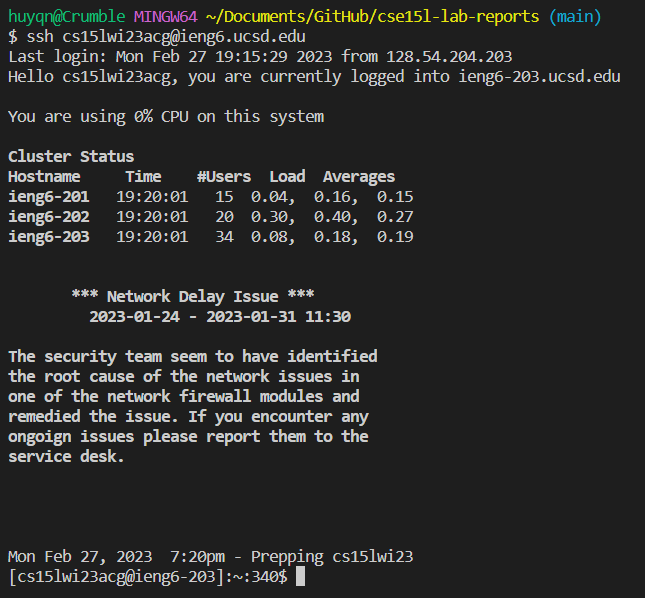 huyqn@Crumble MINGW64 ~/Documents/GitHub/cse15l-lab-reports (main)
$ ssh cs15lwi23acg@ieng6.ucsd.edu
Last login: Mon Feb 27 19:15:29 2023 from 128.54.204.203
Hello cs15lwi23acg, you are currently logged into ieng6-203.ucsd.edu

You are using 0% CPU on this system

Cluster Status
Hostname     Time    #Users  Load  Averages
ieng6-201   19:20:01   15  0.04,  0.16,  0.15
ieng6-202   19:20:01   20  0.30,  0.40,  0.27
ieng6-203   19:20:01   34  0.08,  0.18,  0.19

*** Network Delay Issue ***
2023-01-24 - 2023-01-31 11:30

The security team seem to have identified
the root cause of the network issues in
one of the network firewall modules and
remedied the issue. If you encounter any
ongoign issues please report them to the
service desk.

Mon Feb 27, 2023  7:20pm - Prepping cs15lwi23
[cs15lwi23acg@ieng6-203]:~:340$